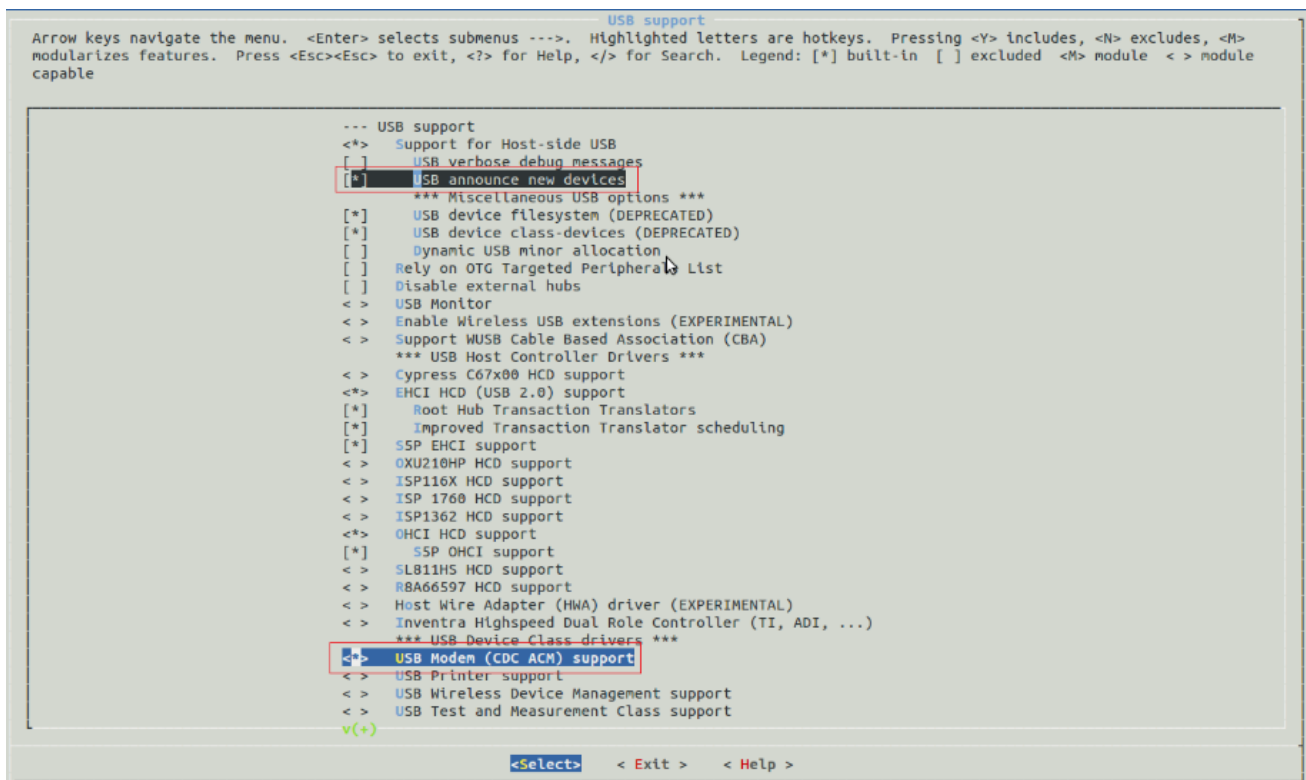 USB support
Arrow keys navigate the menu. <Enter> selects submenus --->. Highlighted letters are hotkeys. Pressing <Y> includes, <N> excludes, <M>
modularizes features. Press <Esc><Esc> to exit, <?> for Help, </> for Search. Legend: [*] built-in [ ] excluded <M> module < > module
capable
--- USB support
<*> Support for Host-side USB
[ ] USB verbose debug messages
[*] USB announce new devices
*** Miscellaneous USB options ***
[*] USB device filesystem (DEPRECATED)
[*] USB device class-devices (DEPRECATED)
[ ] Dynamic USB minor allocation
[ ] Rely on OTG Targeted Peripherals List
[ ] Disable external hubs
< > USB Monitor
< > Enable Wireless USB extensions (EXPERIMENTAL)
< > Support WUSB Cable Based Association (CBA)
*** USB Host Controller Drivers ***
< > Cypress C67x00 HCD support
<*> EHCI HCD (USB 2.0) support
[*] Root Hub Transaction Translators
[*] Improved Transaction Translator scheduling
[*] S5P EHCI support
< > OXU210HP HCD support
< > ISP116X HCD support
< > ISP 1760 HCD support
< > ISP1362 HCD support
<*> OHCI HCD support
[*] S5P OHCI support
< > SL811HS HCD support
< > R8A66597 HCD support
< > Host Wire Adapter (HWA) driver (EXPERIMENTAL)
< > Inventra Highspeed Dual Role Controller (TI, ADI, ...)
*** USB Device Class drivers ***
<*> USB Modem (CDC ACM) support
< > USB Printer support
< > USB Wireless Device Management support
< > USB Test and Measurement Class support
v(+)
<Select> < Exit > < Help >